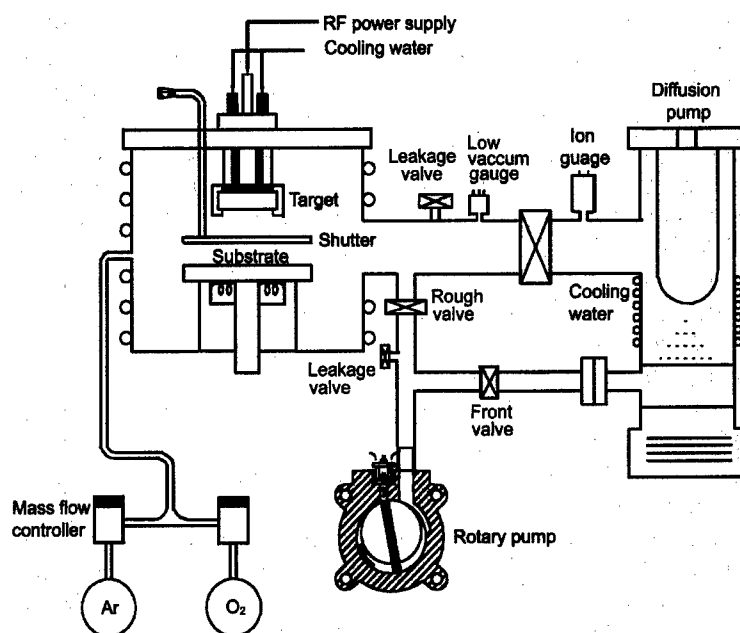 RF power supply
Cooling water
Diffusion
pump
Leakage
valve
Low
vaccum
gauge
Ion
guage
Target
Shutter
Substrate
Rough
valve
Cooling
water
Leakage
valve
Front
valve
Mass flow
controller
Rotary pump
Ar
O₂